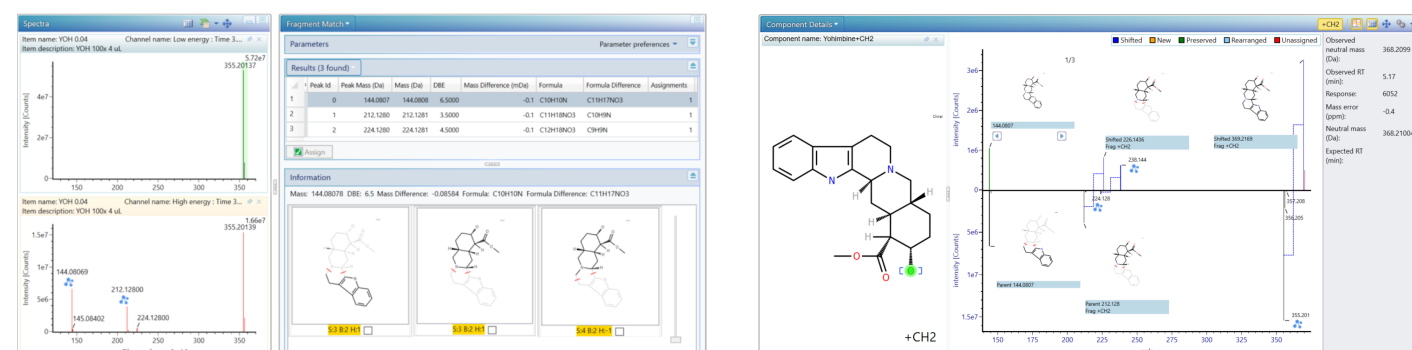 Spectra
Item name: YOH 0.04 Channel name: Low energy : Time 3....
Item description: YOH 100x 4 uL
5.72e7
355.20137
4e7
2e7
0
Intensity [Counts]
150 200 250 300 350
Item name: YOH 0.04 Channel name: High energy : Time 3...
Item description: YOH 100x 4 uL
1.66e7
355.20139
1.5e7
1e7
5e6
0
Intensity [Counts]
144.08069
145.08402
212.12800
224.12800
150 200 250 300 350
Fragment Match
Parameters Parameter preferences
Results (3 found)
Peak Id Peak Mass (Da) Mass (Da) DBE Mass Difference (mDa) Formula Formula Difference Assignments
1 0 144.0807 144.0808 6.5000 -0.1 C10H10N C11H17NO3 1
2 1 212.1280 212.1281 3.5000 -0.1 C11H18NO3 C10H9N 1
3 2 224.1280 224.1281 4.5000 -0.1 C12H18NO3 C9H9N 1
Assign
Information
Mass: 144.08078 DBE: 6.5 Mass Difference: -0.08584 Formula: C10H10N Formula Difference: C11H17NO3
S:3 B:2 H:1
S:3 B:2 H:1
S:4 B:2 H:-1
Component Details
+CH2
Component name: Yohimbine+CH2
Shifted New Preserved Rearranged Unassigned
Chiral
N
N
H
H
H
O
O
O
+CH2
1/3
3e6
2e6
1e6
0
5e6
1e7
1.5e7
Intensity [Counts]
Intensity [Counts]
144.0807
Shifted 226.1436
Frag +CH2
Shifted 369.2169
Frag +CH2
238.144
224.128
357.208
356.205
Parent 144.0807
Parent 212.128
Frag +CH2
355.201
150 175 200 225 250 275 300 325 350
Observed neutral mass (Da): 368.2099
Observed RT (min): 5.17
Response: 6052
Mass error (ppm): -0.4
Neutral mass (Da): 368.21004
Expected RT (min):